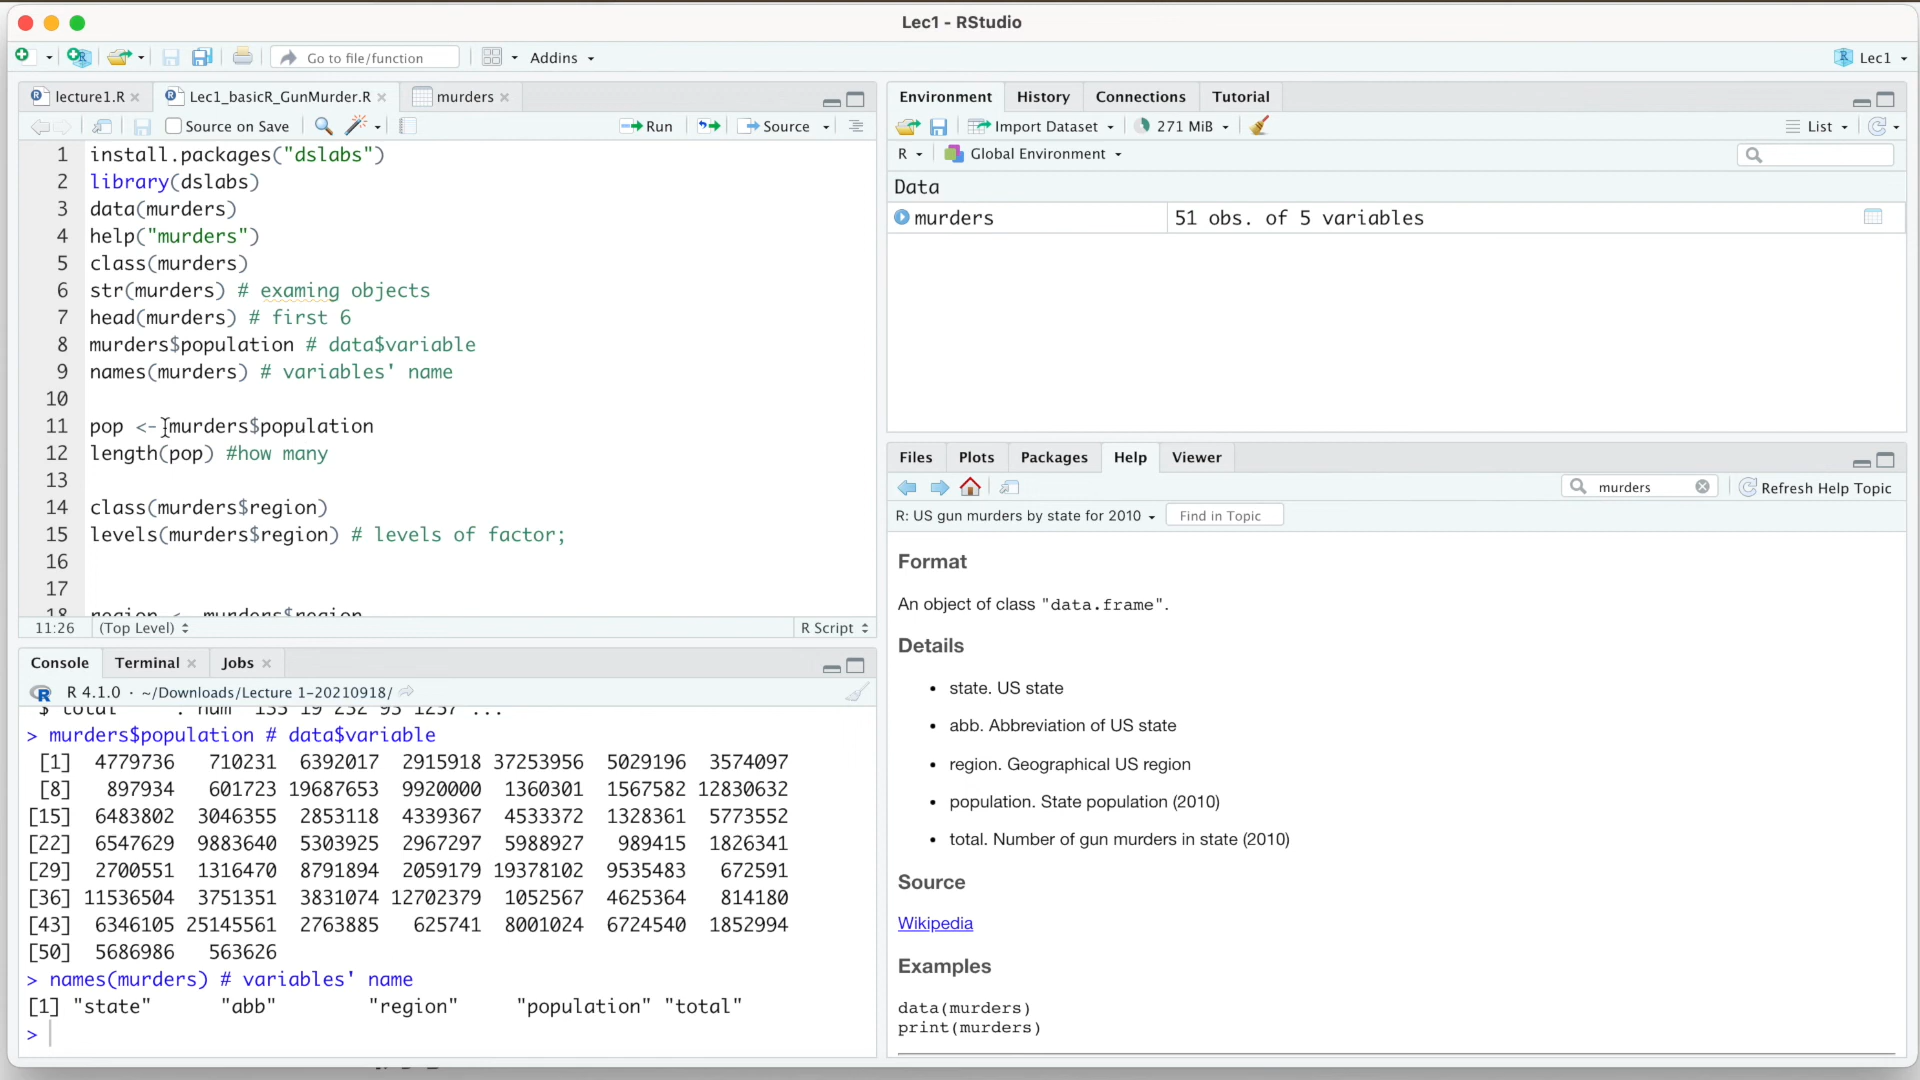 Lec1 - RStudio
Go to file/function
Addins
Lec1
lecture1.R
Lec1_basicR_GunMurder.R
murders
Source on Save
Run
Source
1 install.packages("dslabs")
2 library(dslabs)
3 data(murders)
4 help("murders")
5 class(murders)
6 str(murders) # examing objects
7 head(murders) # first 6
8 murders$population # data$variable
9 names(murders) # variables' name
10
11 pop <- murders$population
12 length(pop) #how many
13
14 class(murders$region)
15 levels(murders$region) # levels of factor;
16
17
18 region <- murders$region
11:26 (Top Level) R Script
Console Terminal Jobs
R 4.1.0 · ~/Downloads/Lecture 1-20210918/
$ total : num 135 19 232 93 1257 ...
> murders$population # data$variable
[1] 4779736 710231 6392017 2915918 37253956 5029196 3574097
[8] 897934 601723 19687653 9920000 1360301 1567582 12830632
[15] 6483802 3046355 2853118 4339367 4533372 1328361 5773552
[22] 6547629 9883640 5303925 2967297 5988927 989415 1826341
[29] 2700551 1316470 8791894 2059179 19378102 9535483 672591
[36] 11536504 3751351 3831074 12702379 1052567 4625364 814180
[43] 6346105 25145561 2763885 625741 8001024 6724540 1852994
[50] 5686986 563626
> names(murders) # variables' name
[1] "state" "abb" "region" "population" "total"
>
Environment History Connections Tutorial
Import Dataset 271 MiB List
R Global Environment
Data
murders 51 obs. of 5 variables
Files Plots Packages Help Viewer
murders Refresh Help Topic
R: US gun murders by state for 2010 Find in Topic
Format
An object of class "data.frame".
Details
• state. US state
• abb. Abbreviation of US state
• region. Geographical US region
• population. State population (2010)
• total. Number of gun murders in state (2010)
Source
Wikipedia
Examples
data(murders)
print(murders)